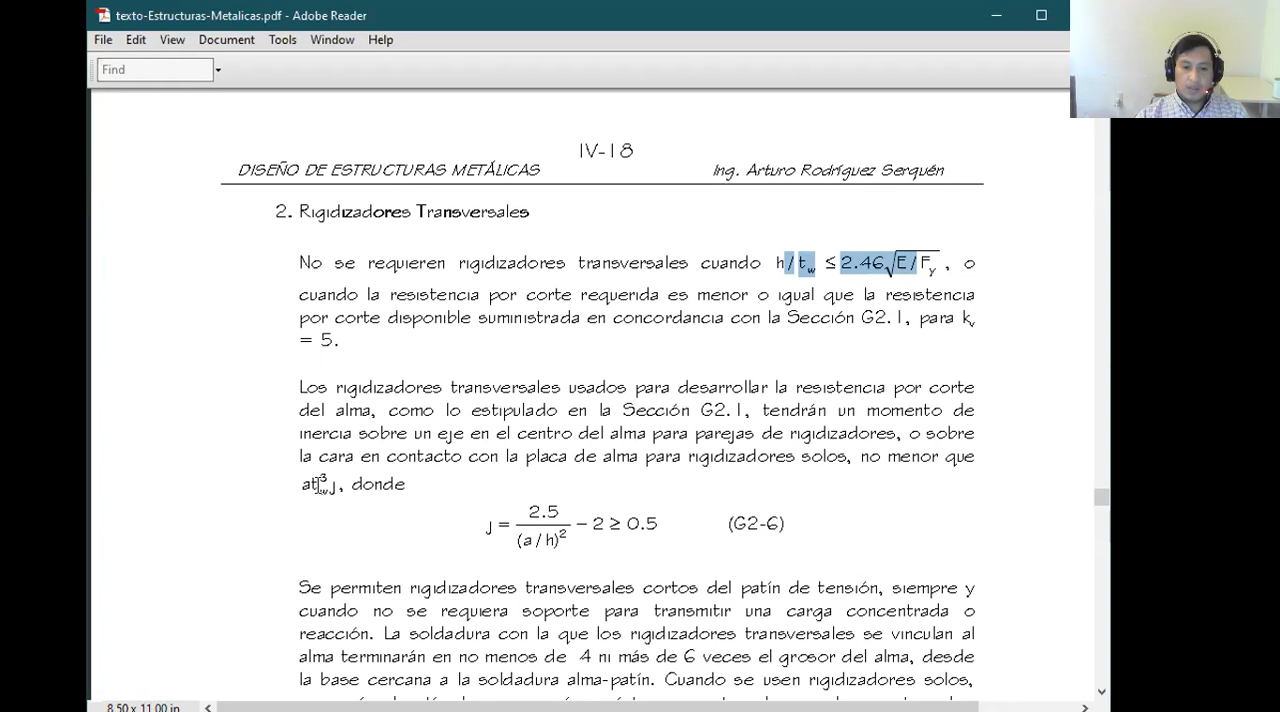 texto-Estructuras-Metalicas.pdf - Adobe Reader
File Edit View Document Tools Window Help
Find
IV-18
DISEÑO DE ESTRUCTURAS METÁLICAS Ing. Arturo Rodríguez Serquén
2. Rigidizadores Transversales
No se requieren rigidizadores transversales cuando h/t_w ≤ 2.46√E/F_y , o
cuando la resistencia por corte requerida es menor o igual que la resistencia
por corte disponible suministrada en concordancia con la Sección G2.1, para k_v
= 5.
Los rigidizadores transversales usados para desarrollar la resistencia por corte
del alma, como lo estipulado en la Sección G2.1, tendrán un momento de
inercia sobre un eje en el centro del alma para parejas de rigidizadores, o sobre
la cara en contacto con la placa de alma para rigidizadores solos, no menor que
at_w^3 j, donde
j = 2.5 / (a/h)^2 − 2 ≥ 0.5 (G2-6)
Se permiten rigidizadores transversales cortos del patín de tensión, siempre y
cuando no se requiera soporte para transmitir una carga concentrada o
reacción. La soldadura con la que los rigidizadores transversales se vinculan al
alma terminarán en no menos de 4 ni más de 6 veces el grosor del alma, desde
la base cercana a la soldadura alma-patín. Cuando se usen rigidizadores solos,
8.50 x 11.00 in